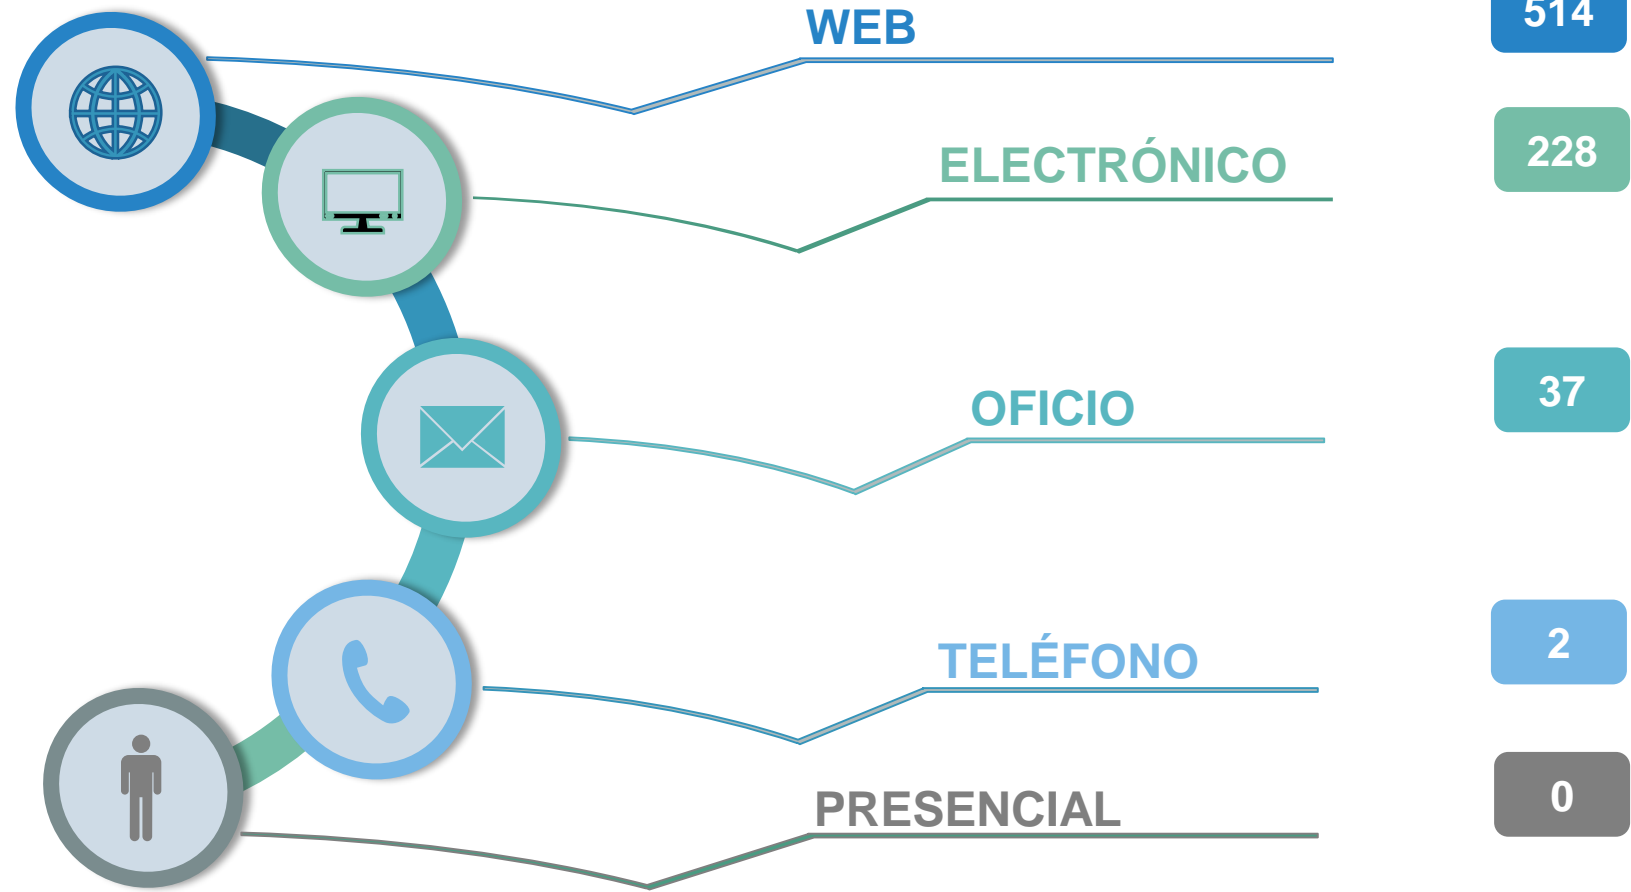 WEB
514
ELECTRÓNICO
228
OFICIO
37
TELÉFONO
2
PRESENCIAL
0